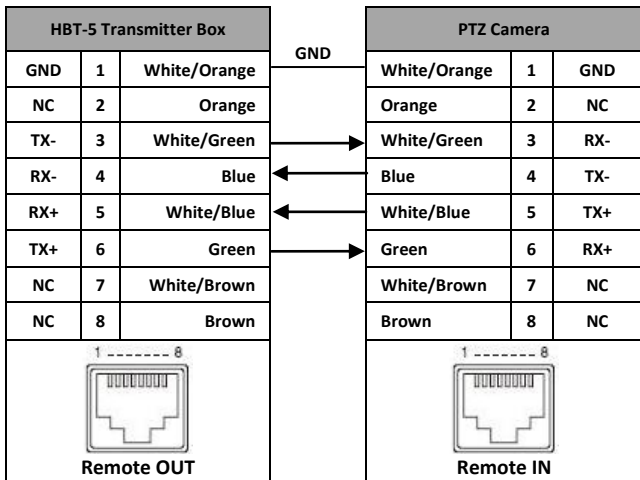 HBT-5 Transmitter Box PTZ Camera
GND
GND 1 White/Orange White/Orange 1 GND
NC 2 Orange Orange 2 NC
TX- 3 White/Green White/Green 3 RX-
RX- 4 Blue Blue 4 TX-
RX+ 5 White/Blue White/Blue 5 TX+
TX+ 6 Green Green 6 RX+
NC 7 White/Brown White/Brown 7 NC
NC 8 Brown Brown 8 NC
1 ------- 8 1 ------- 8
Remote OUT Remote IN